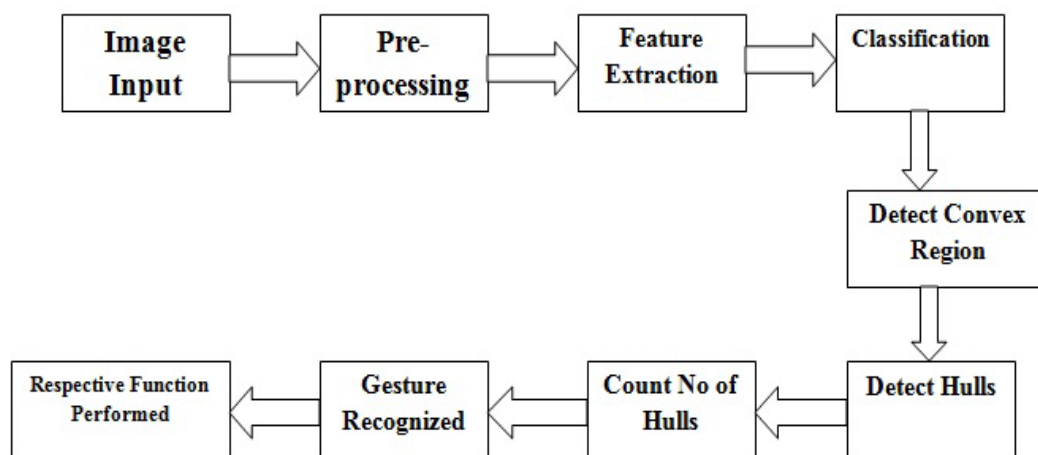 Image
Input
Pre-
processing
Feature
Extraction
Classification
Detect Convex
Region
Detect Hulls
Count No of
Hulls
Gesture
Recognized
Respective Function
Performed